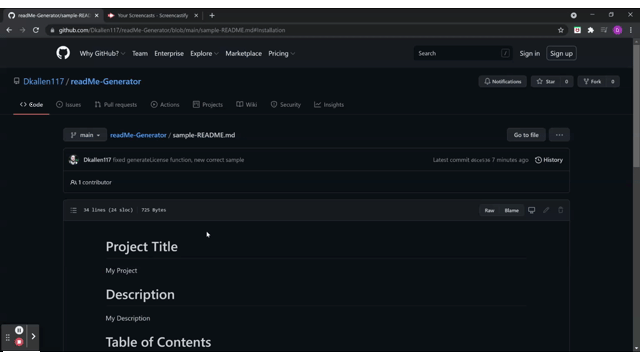 Dkallen117/readMe-Generator
Your Screencasts - Screencastify
github.com/Dkallen117/readMe-Generator/blob/main/sample-README.md#installation
G
Why GitHub? Team Enterprise Explore Marketplace Pricing
Search
Sign in Sign up
Dkallen117 / readMe-Generator
Notifications Star 0 Fork 0
Code Issues Pull requests Actions Projects Wiki Security Insights
main readMe-Generator / sample-README.md Go to file ...
Dkallen117 fixed generateLicense function, new correct sample
Latest commit 7 minutes ago History
1 contributor
34 lines (24 sloc) 725 Bytes
Raw Blame
Project Title
My Project
Description
My Description
Table of Contents